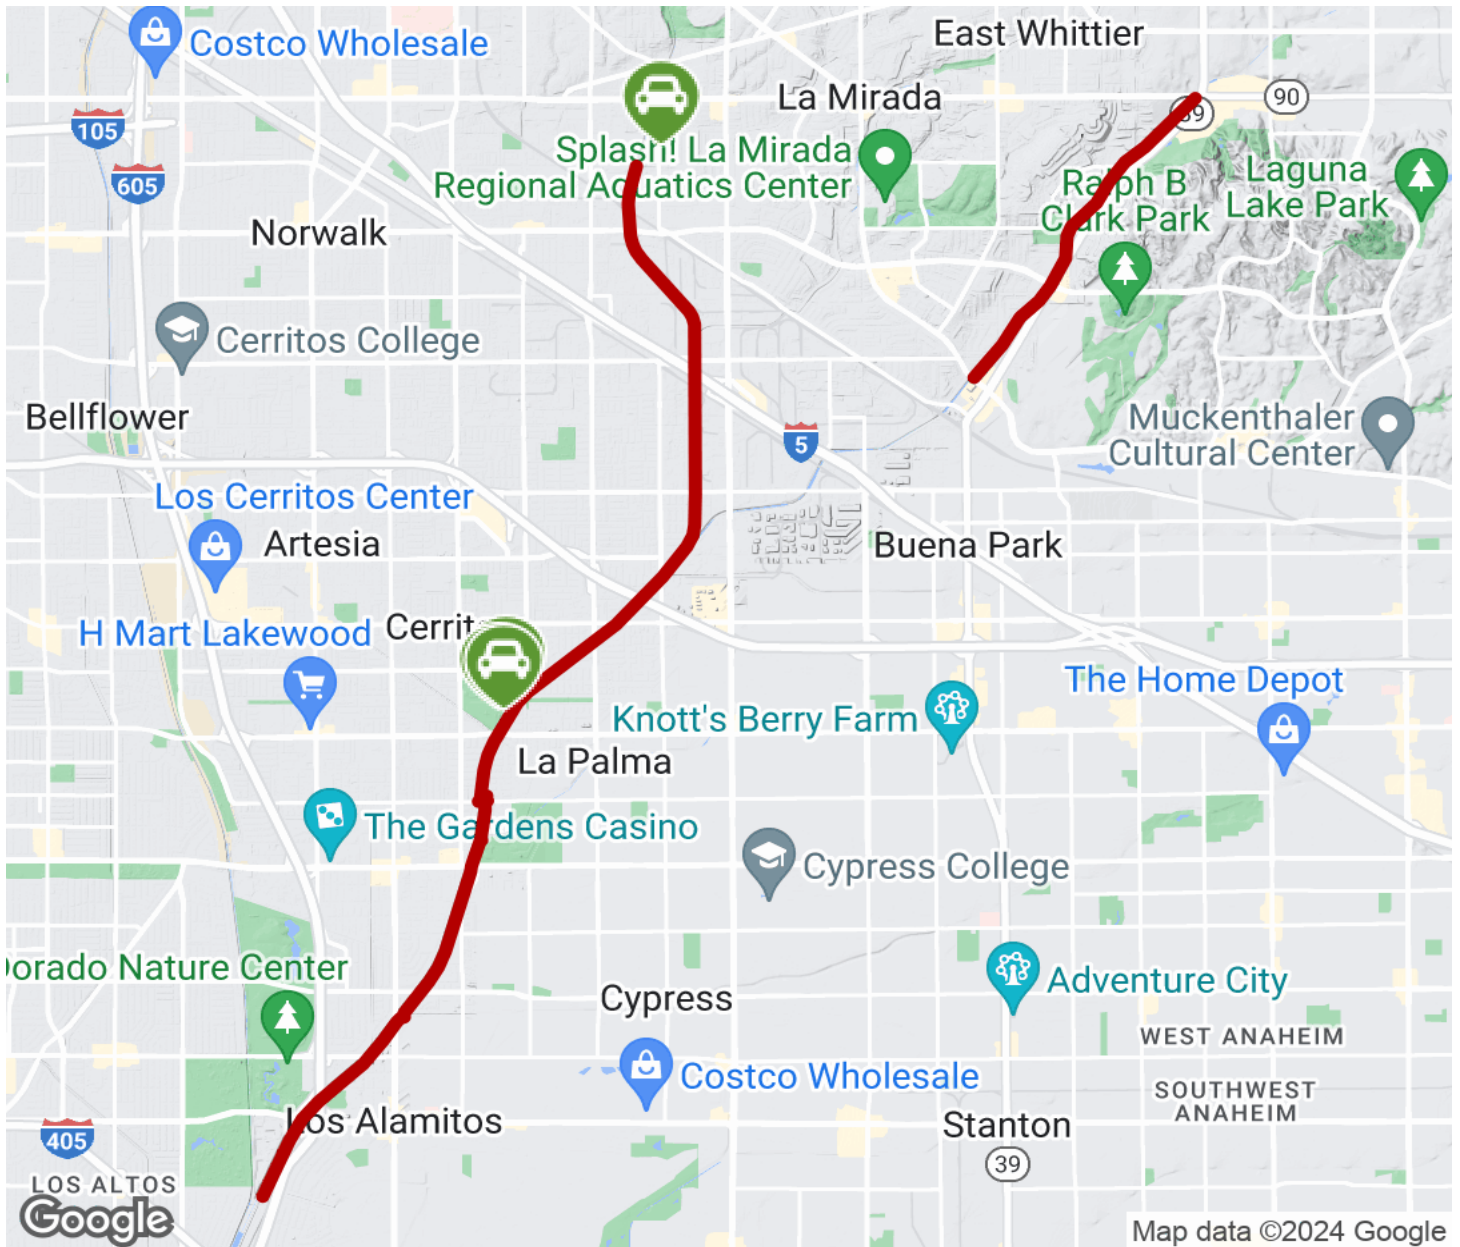 East Whittier
Costco Wholesale
La Mirada
90
39
105
Splash! La Mirada
Regional Aquatics Center
605
Ralph B
Clark Park
Laguna
Lake Park
Norwalk
Cerritos College
Bellflower
Muckenthaler
Cultural Center
5
Los Cerritos Center
Artesia
Buena Park
Cerrit
H Mart Lakewood
The Home Depot
Knott's Berry Farm
La Palma
The Gardens Casino
Cypress College
Dorado Nature Center
Adventure City
Cypress
WEST ANAHEIM
Costco Wholesale
SOUTHWEST
ANAHEIM
Los Alamitos
Stanton
405
39
LOS ALTOS
Google
Map data ©2024 Google